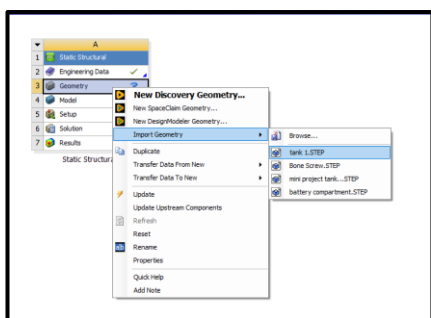 A
1 Static Structural
2 Engineering Data
3 Geometry
4 Model
5 Setup
6 Solution
7 Results
Static Structura
New Discovery Geometry...
New SpaceClaim Geometry...
New DesignModeler Geometry...
Import Geometry
Duplicate
Transfer Data From New
Transfer Data To New
Update
Update Upstream Components
Refresh
Reset
ab Rename
Properties
Quick Help
Add Note
Browse...
tank 1.STEP
Bone Screw.STEP
mini project tank...STEP
battery compartment.STEP